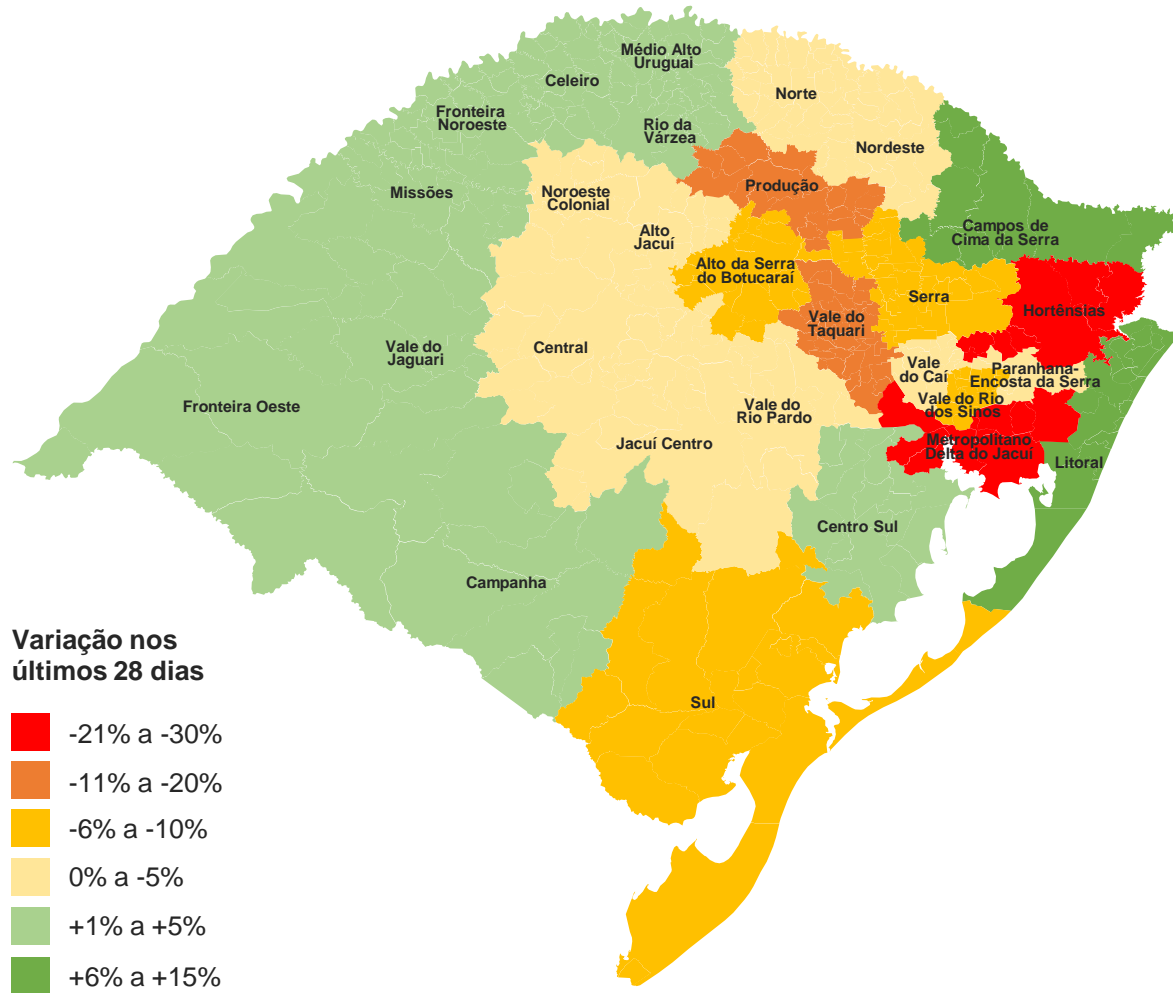 Médio Alto
Uruguai
Celeiro
Norte
Fronteira
Noroeste
Rio da
Várzea
Nordeste
Produção
Missões
Noroeste
Colonial
Alto
Jacuí
Campos de
Cima da Serra
Alto da Serra
do Botucaraí
Serra
Hortênsias
Vale do
Taquari
Vale do
Jaguari
Central
Vale
do Caí
Paranhana-
Encosta da Serra
Fronteira Oeste
Vale do
Rio Pardo
Vale do Rio
dos Sinos
Jacuí Centro
Metropolitano
Delta do Jacuí
Litoral
Centro Sul
Campanha
Sul
Variação nos
últimos 28 dias
-21% a -30%
-11% a -20%
-6% a -10%
0% a -5%
+1% a +5%
+6% a +15%